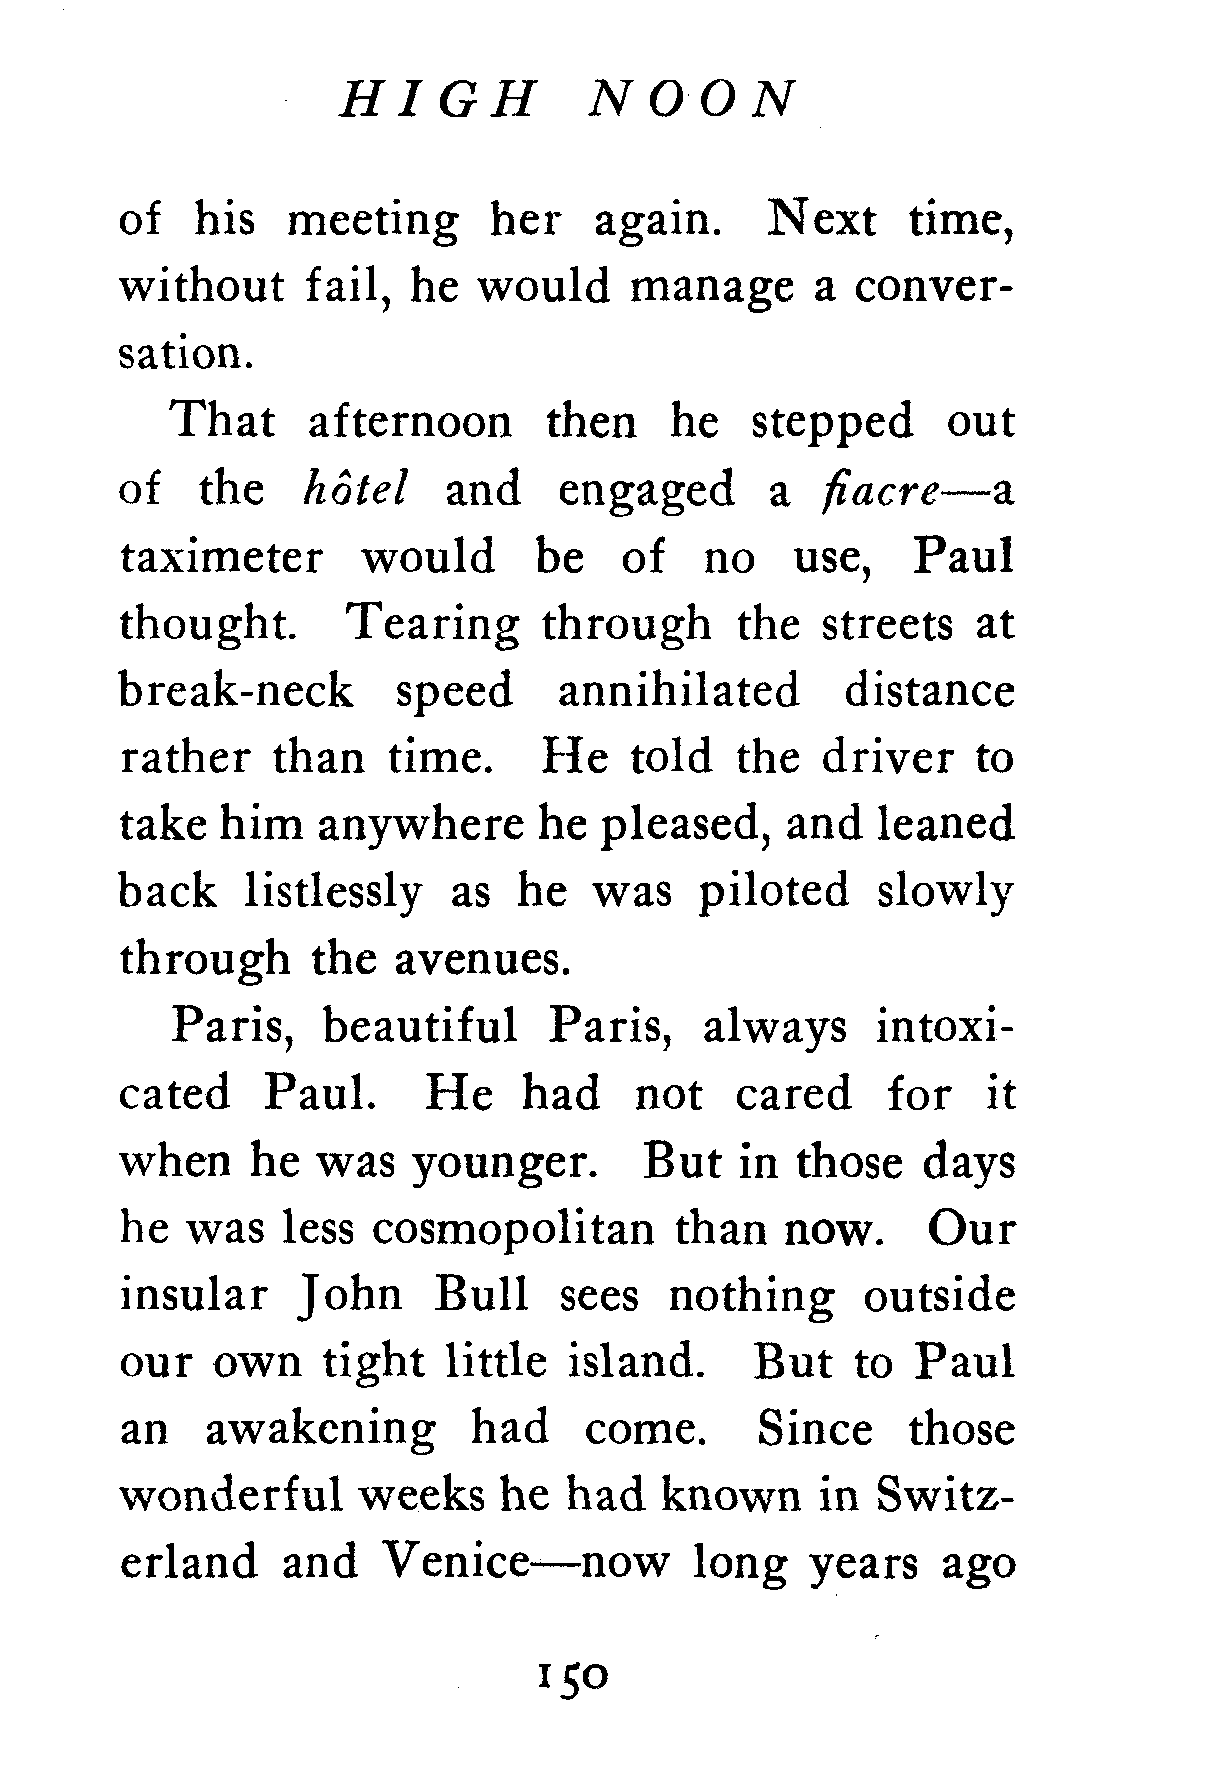 HIGH NOON
of his meeting her again. Next time,
without fail, he would manage a conver-
sation.
That afternoon then he stepped out
of the hôtel and engaged a fiacre—a
taximeter would be of no use, Paul
thought. Tearing through the streets at
break-neck speed annihilated distance
rather than time. He told the driver to
take him anywhere he pleased, and leaned
back listlessly as he was piloted slowly
through the avenues.
Paris, beautiful Paris, always intoxi-
cated Paul. He had not cared for it
when he was younger. But in those days
he was less cosmopolitan than now. Our
insular John Bull sees nothing outside
our own tight little island. But to Paul
an awakening had come. Since those
wonderful weeks he had known in Switz-
erland and Venice—now long years ago
150